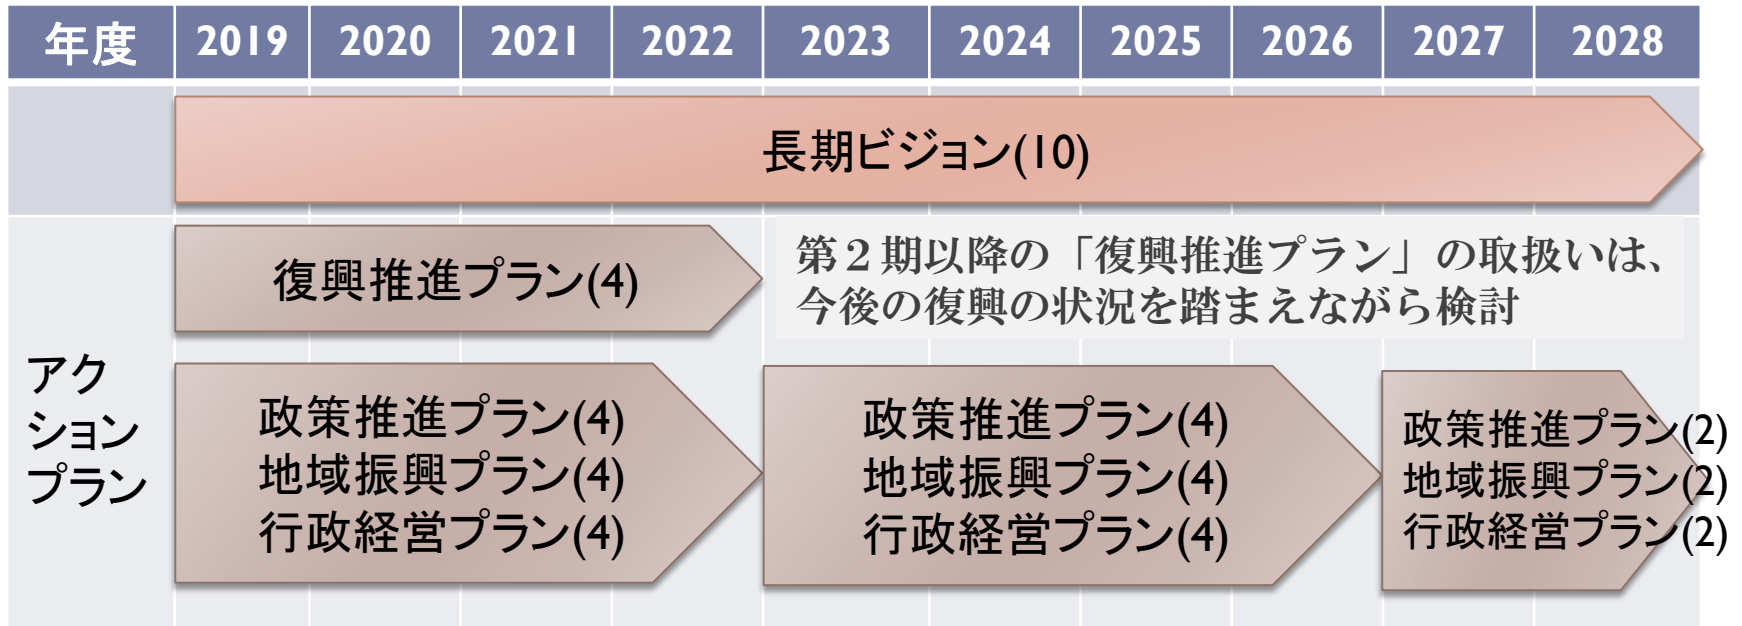 年度 2019 2020 2021 2022 2023 2024 2025 2026 2027 2028
長期ビジョン(10)
復興推進プラン(4)
第２期以降の「復興推進プラン」の取扱いは、
今後の復興の状況を踏まえながら検討
アク
ション
プラン
政策推進プラン(4)
地域振興プラン(4)
行政経営プラン(4)
政策推進プラン(4)
地域振興プラン(4)
行政経営プラン(4)
政策推進プラン(2)
地域振興プラン(2)
行政経営プラン(2)